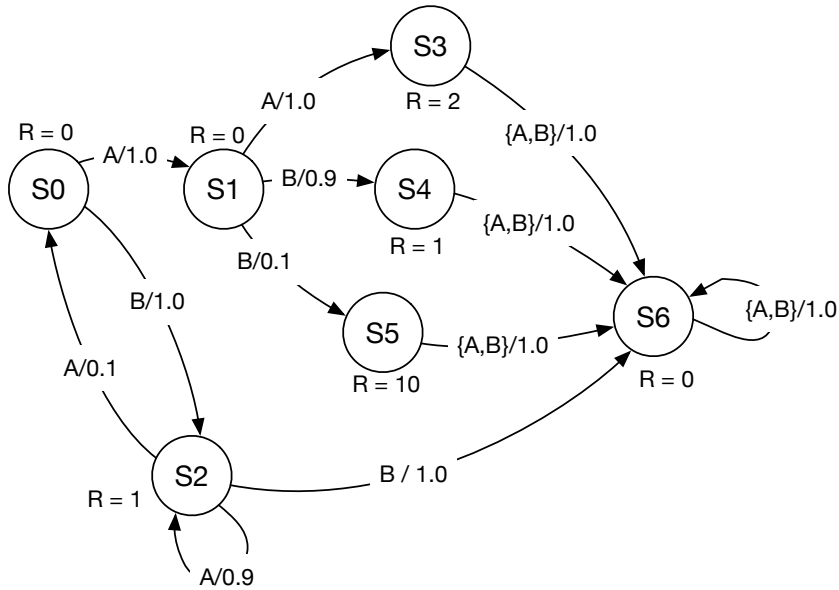 S3
R = 2
A/1.0
R = 0
A/1.0
R = 0
{A,B}/1.0
S0
S1
B/0.9
S4
{A,B}/1.0
R = 1
B/0.1
B/1.0
S5
{A,B}/1.0
R = 10
S6
{A,B}/1.0
R = 0
A/0.1
S2
R = 1
B / 1.0
A/0.9